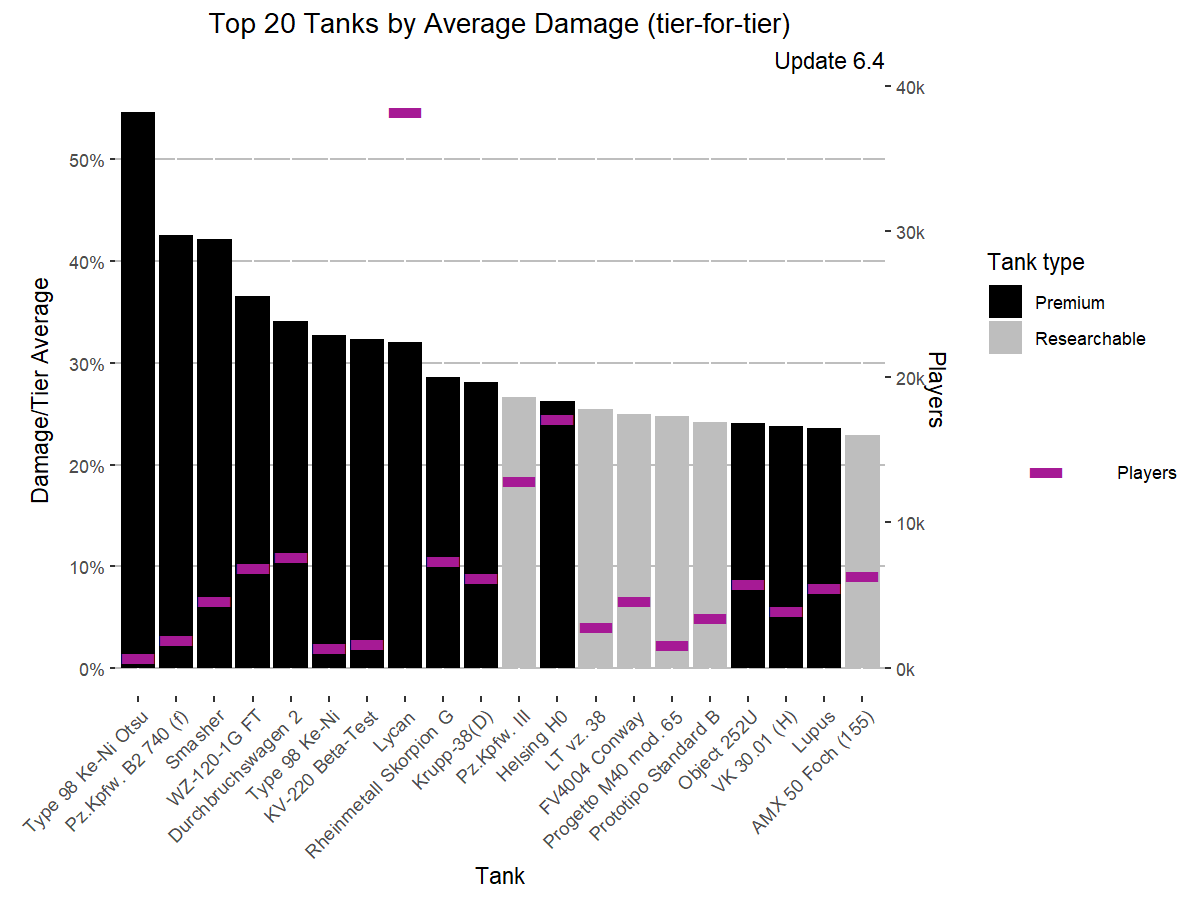 Top 20 Tanks by Average Damage (tier-for-tier)
Update 6.4
Damage/Tier Average
50%
40%
30%
20%
10%
0%
40k
30k
20k
10k
0k
Players
Tank type
Premium
Researchable
Players
Type 98 Ke-Ni Otsu
Pz.Kpfw. B2 740 (f)
Smasher
WZ-120-1G FT
Durchbruchswagen 2
Type 98 Ke-Ni
KV-220 Beta-Test
Lycan
Rheinmetall Skorpion G
Krupp-38(D)
Pz.Kpfw. III
Helsing H0
LT vz. 38
FV4004 Conway
Progetto M40 mod. 65
Prototipo Standard B
Object 252U
VK 30.01 (H)
Lupus
AMX 50 Foch (155)
Tank